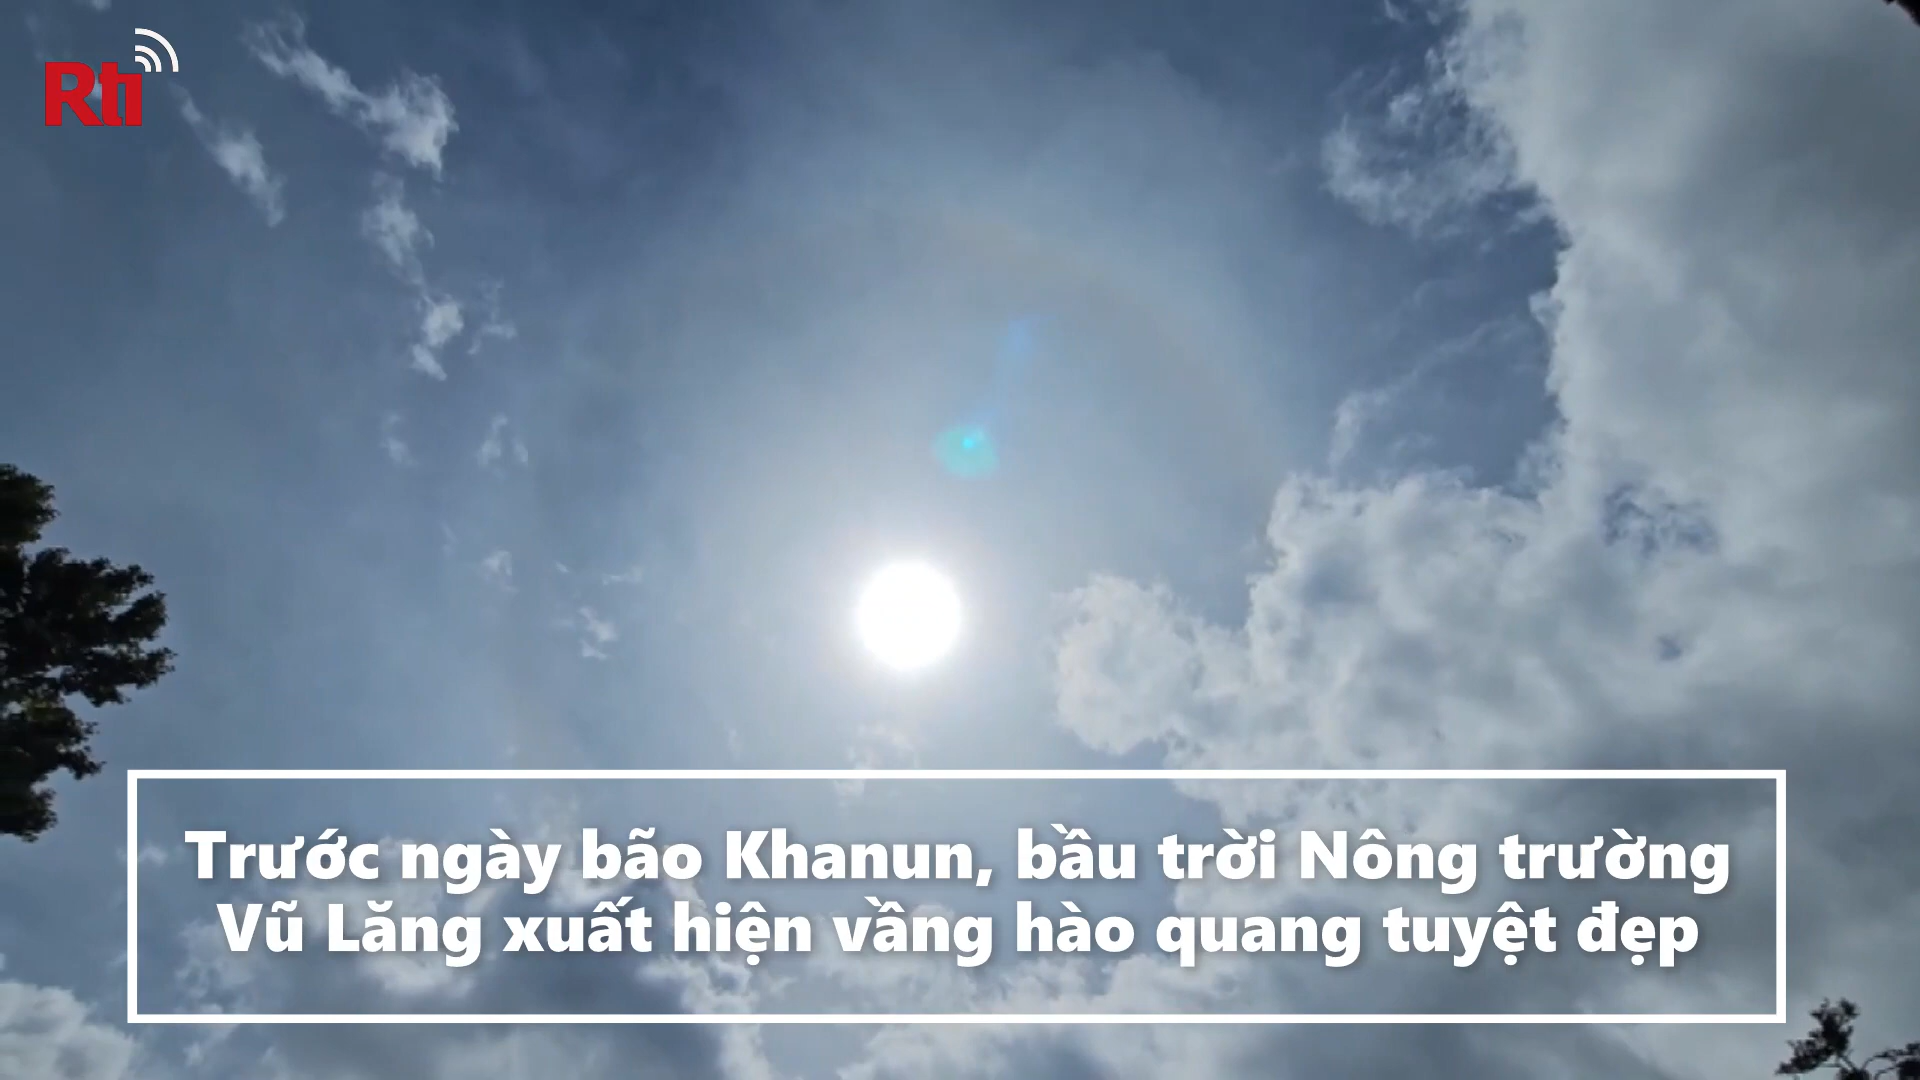 Rti
Trước ngày bão Khanun, bầu trời Nông trường
Vũ Lăng xuất hiện vầng hào quang tuyệt đẹp